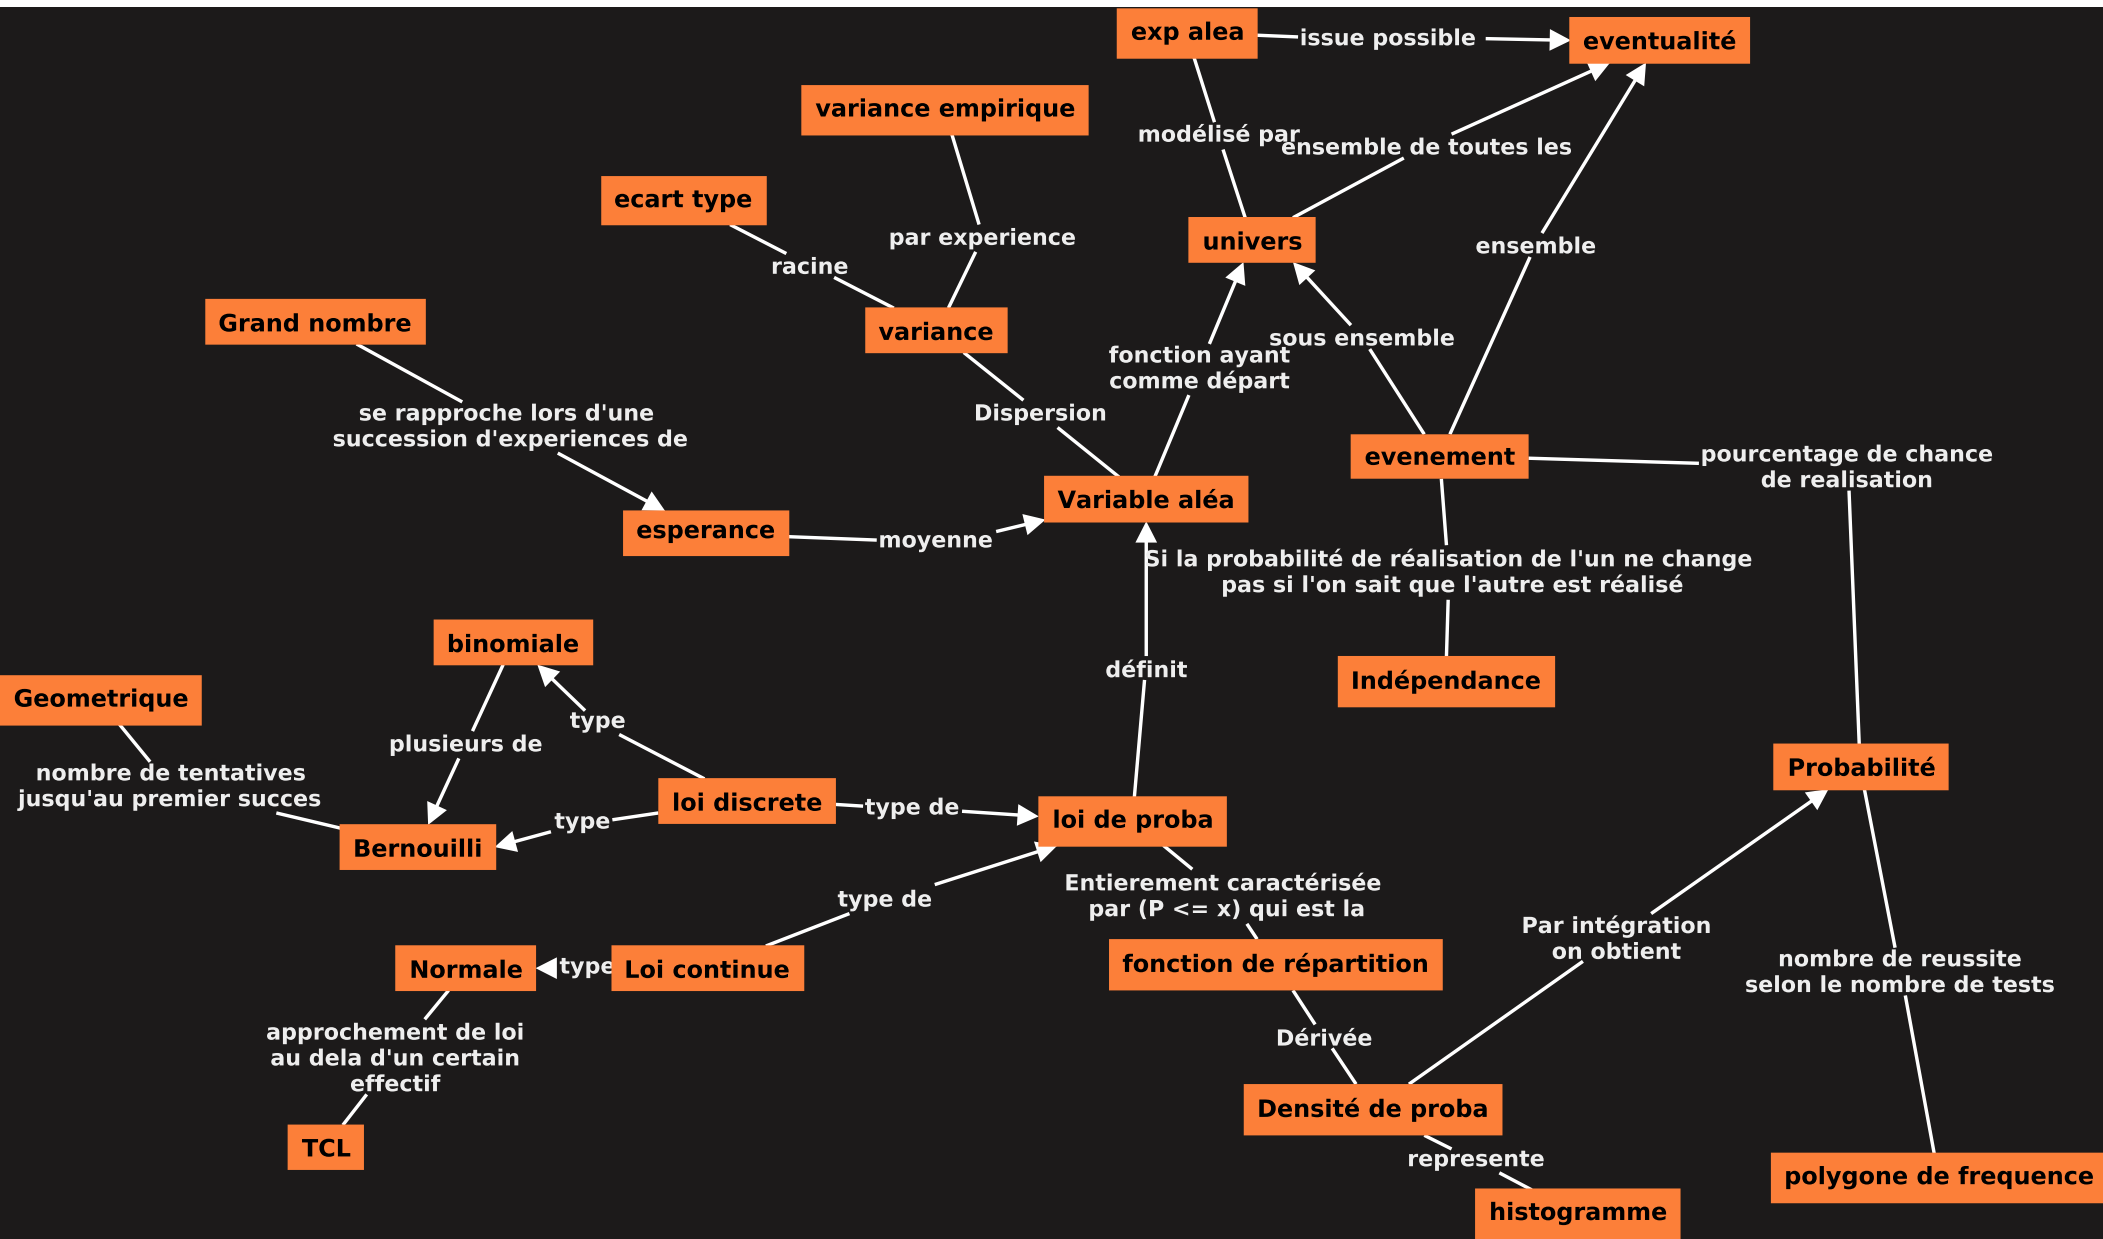 exp alea
issue possible
eventualité
variance empirique
modélisé par
ensemble de toutes les
ecart type
par experience
univers
ensemble
racine
Grand nombre
variance
sous ensemble
fonction ayant
comme départ
se rapproche lors d'une
succession d'experiences de
Dispersion
evenement
pourcentage de chance
de realisation
Variable aléa
esperance
moyenne
Si la probabilité de réalisation de l'un ne change
pas si l'on sait que l'autre est réalisé
binomiale
définit
Indépendance
Geometrique
type
plusieurs de
Probabilité
nombre de tentatives
jusqu'au premier succes
loi discrete
type de
loi de proba
type
Bernouilli
type de
Entierement caractérisée
par (P <= x) qui est la
Par intégration
on obtient
Normale
type
Loi continue
fonction de répartition
nombre de reussite
selon le nombre de tests
approchement de loi
au dela d'un certain
effectif
Dérivée
Densité de proba
TCL
represente
polygone de frequence
histogramme